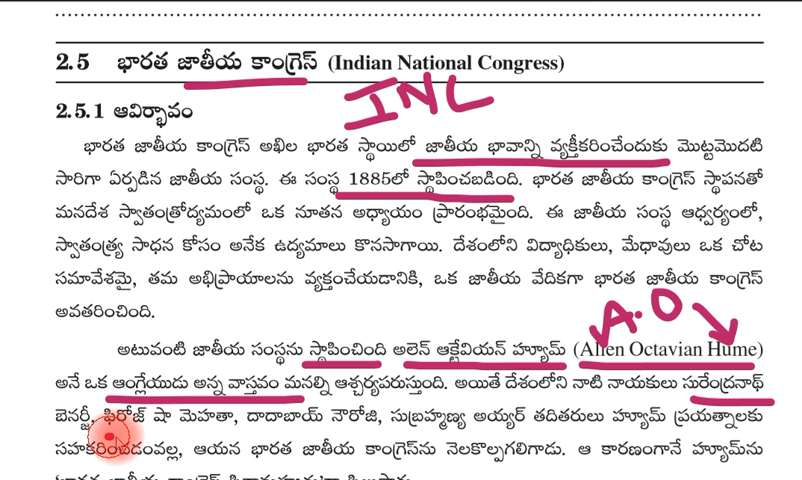 2.5 భారత జాతీయ కాంగ్రెస్ (Indian National Congress)
INC
2.5.1 ఆవిర్భావం
భారత జాతీయ కాంగ్రెస్ అఖిల భారత స్థాయిలో జాతీయ భావాన్ని వ్యక్తీకరించేందుకు మొట్టమొదటి
సారిగా ఏర్పడిన జాతీయ సంస్థ. ఈ సంస్థ 1885లో స్థాపించబడింది. భారత జాతీయ కాంగ్రెస్ స్థాపనతో
మనదేశ స్వాతంత్రోద్యమంలో ఒక నూతన అధ్యాయం ప్రారంభమైంది. ఈ జాతీయ సంస్థ ఆధ్వర్యంలో,
స్వాతంత్ర్య సాధన కోసం అనేక ఉద్యమాలు కొనసాగాయి. దేశంలోని విద్యాధికులు, మేధావులు ఒక చోట
సమావేశమై, తమ అభిప్రాయాలను వ్యక్తంచేయడానికి, ఒక జాతీయ వేదికగా భారత జాతీయ కాంగ్రెస్
అవతరించింది.
A.O
అటువంటి జాతీయ సంస్థను స్థాపించింది అలెన్ ఆక్టేవియన్ హ్యూమ్ (Allen Octavian Hume)
అనే ఒక ఆంగ్లేయుడు అన్న వాస్తవం మనల్ని ఆశ్చర్యపరుస్తుంది. అయితే దేశంలోని నాటి నాయకులు సురేంద్రనాథ్
బెనర్జీ, ఫిరోజ్ షా మెహతా, దాదాబాయ్ నౌరోజి, సుబ్రహ్మణ్య అయ్యర్ తదితరులు హ్యూమ్ ప్రయత్నాలకు
సహకరించడంవల్ల, ఆయన భారత జాతీయ కాంగ్రెస్‌ను నెలకొల్పగలిగాడు. ఆ కారణంగానే హ్యూమ్‌ను